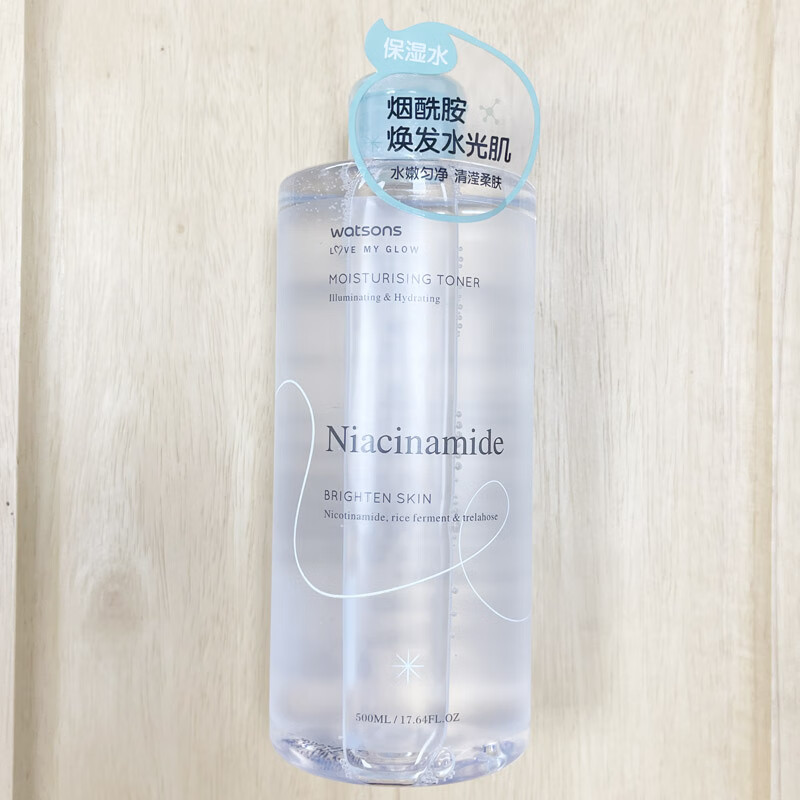 保湿水
烟酰胺
焕发水光肌
水嫩匀净 清滢柔肤
watsons
LOVE MY GLOW
MOISTURISING TONER
Illuminating & Hydrating
Niacinamide
BRIGHTEN SKIN
Nicotinamide, rice ferment & trelahose
500ML / 17.64FL.OZ